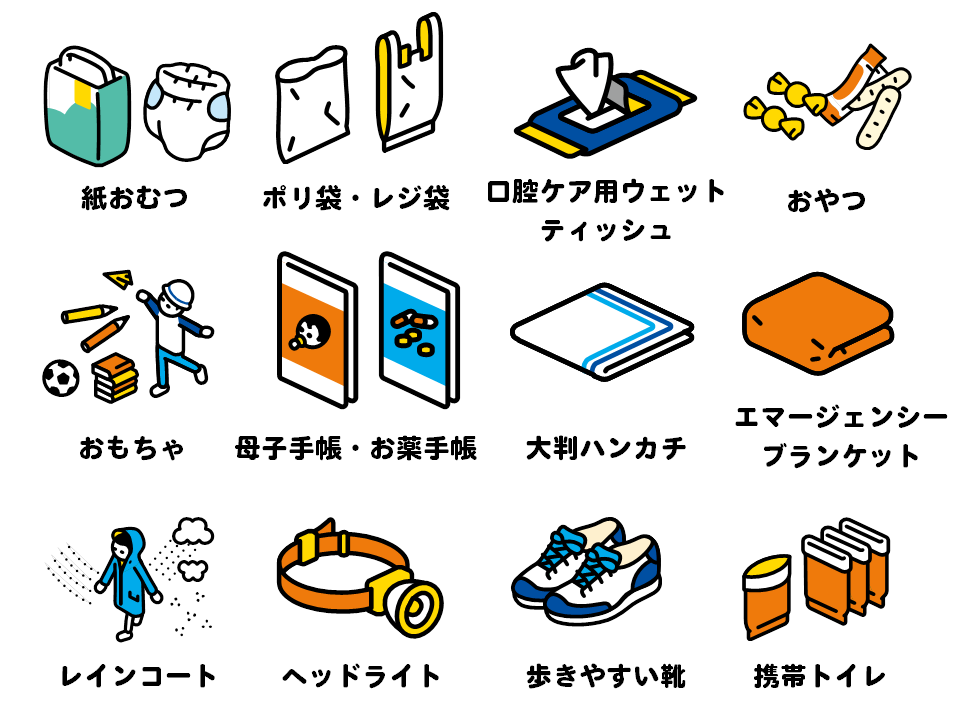 紙おむつ
ポリ袋・レジ袋
口腔ケア用ウェット
ティッシュ
おやつ
おもちゃ
母子手帳・お薬手帳
大判ハンカチ
エマージェンシー
ブランケット
レインコート
ヘッドライト
歩きやすい靴
携帯トイレ